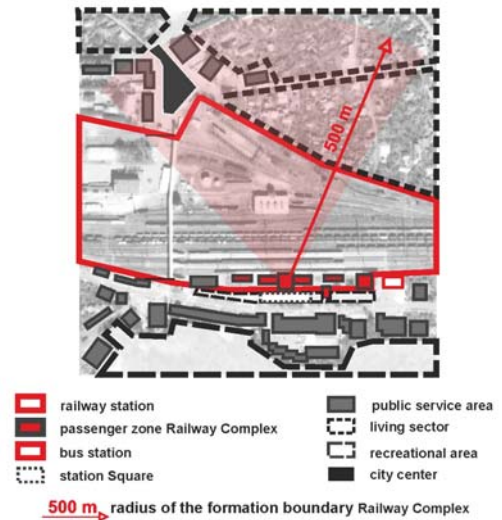 500 m
railway station
passenger zone Railway Complex
bus station
station Square
public service area
living sector
recreational area
city center
500 m radius of the formation boundary Railway Complex